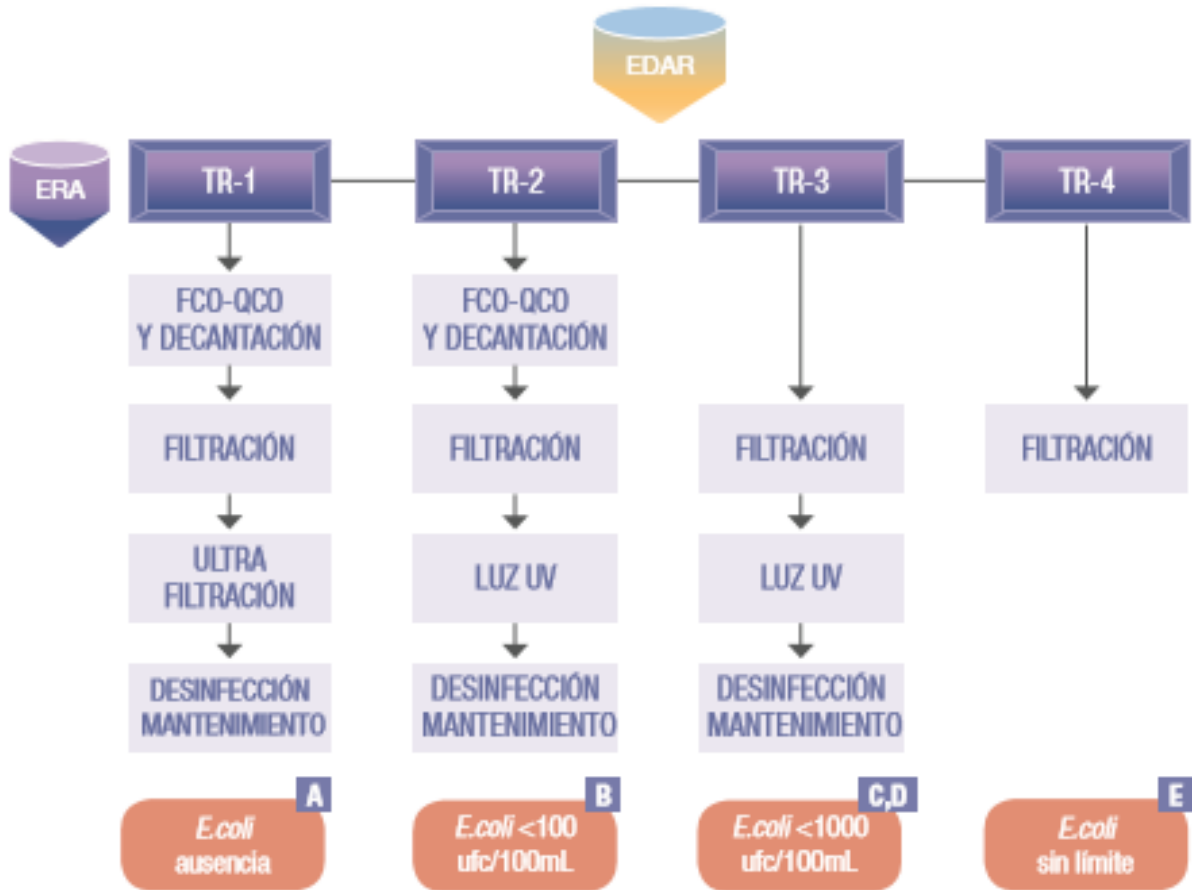 EDAR
ERA
TR-1
TR-2
TR-3
TR-4
FCO-QCO
Y DECANTACIÓN
FCO-QCO
Y DECANTACIÓN
FILTRACIÓN
FILTRACIÓN
FILTRACIÓN
FILTRACIÓN
ULTRA
FILTRACIÓN
LUZ UV
LUZ UV
DESINFECCIÓN
MANTENIMIENTO
DESINFECCIÓN
MANTENIMIENTO
DESINFECCIÓN
MANTENIMIENTO
A
E.coli
ausencia
B
E.coli <100
ufc/100mL
C,D
E.coli <1000
ufc/100mL
E
E.coli
sin límite